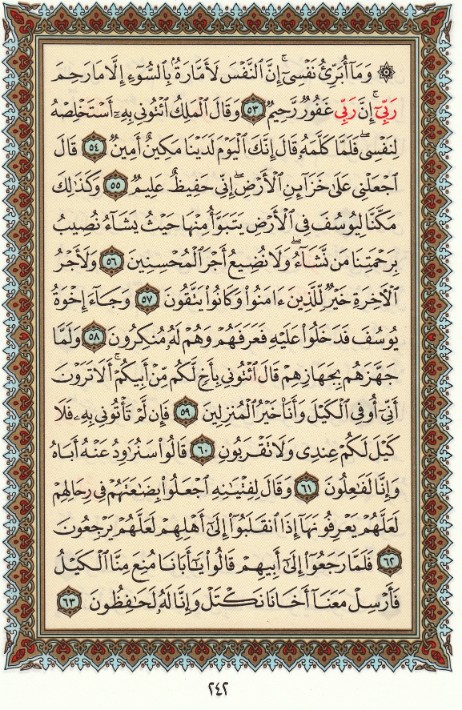 ۞ وَمَآ أُبَرِّئُ نَفْسِىٓ ۚ إِنَّ ٱلنَّفْسَ لَأَمَّارَةٌۢ بِٱلسُّوٓءِ إِلَّا مَا رَحِمَ
رَبِّىٓ ۚ إِنَّ رَبِّى غَفُورٌ رَّحِيمٌ ٥٣ وَقَالَ ٱلْمَلِكُ ٱئْتُونِى بِهِۦٓ أَسْتَخْلِصْهُ
لِنَفْسِى ۖ فَلَمَّا كَلَّمَهُۥ قَالَ إِنَّكَ ٱلْيَوْمَ لَدَيْنَا مَكِينٌ أَمِينٌ ٥٤ قَالَ
ٱجْعَلْنِى عَلَىٰ خَزَآئِنِ ٱلْأَرْضِ ۖ إِنِّى حَفِيظٌ عَلِيمٌ ٥٥ وَكَذَٰلِكَ
مَكَّنَّا لِيُوسُفَ فِى ٱلْأَرْضِ يَتَبَوَّأُ مِنْهَا حَيْثُ يَشَآءُ ۚ نُصِيبُ
بِرَحْمَتِنَا مَن نَّشَآءُ ۖ وَلَا نُضِيعُ أَجْرَ ٱلْمُحْسِنِينَ ٥٦ وَلَأَجْرُ
ٱلْأَخِرَةِ خَيْرٌ لِّلَّذِينَ ءَامَنُوا۟ وَكَانُوا۟ يَتَّقُونَ ٥٧ وَجَآءَ إِخْوَةُ
يُوسُفَ فَدَخَلُوا۟ عَلَيْهِ فَعَرَفَهُمْ وَهُمْ لَهُۥ مُنكِرُونَ ٥٨ وَلَمَّا
جَهَّزَهُم بِجَهَازِهِمْ قَالَ ٱئْتُونِى بِأَخٍ لَّكُم مِّنْ أَبِيكُمْ ۚ أَلَا تَرَوْنَ
أَنِّىٓ أُوفِى ٱلْكَيْلَ وَأَنَا۠ خَيْرُ ٱلْمُنزِلِينَ ٥٩ فَإِن لَّمْ تَأْتُونِى بِهِۦ فَلَا
كَيْلَ لَكُمْ عِندِى وَلَا تَقْرَبُونِ ٦٠ قَالُوا۟ سَنُرَٰوِدُ عَنْهُ أَبَاهُ
وَإِنَّا لَفَٰعِلُونَ ٦١ وَقَالَ لِفِتْيَٰنِهِ ٱجْعَلُوا۟ بِضَٰعَتَهُمْ فِى رِحَالِهِمْ
لَعَلَّهُمْ يَعْرِفُونَهَآ إِذَا ٱنقَلَبُوٓا۟ إِلَىٰٓ أَهْلِهِمْ لَعَلَّهُمْ يَرْجِعُونَ
٦٢ فَلَمَّا رَجَعُوٓا۟ إِلَىٰٓ أَبِيهِمْ قَالُوا۟ يَٰٓأَبَانَا مُنِعَ مِنَّا ٱلْكَيْلُ
فَأَرْسِلْ مَعَنَآ أَخَانَا نَكْتَلْ وَإِنَّا لَهُۥ لَحَٰفِظُونَ ٦٣
٢٤٢